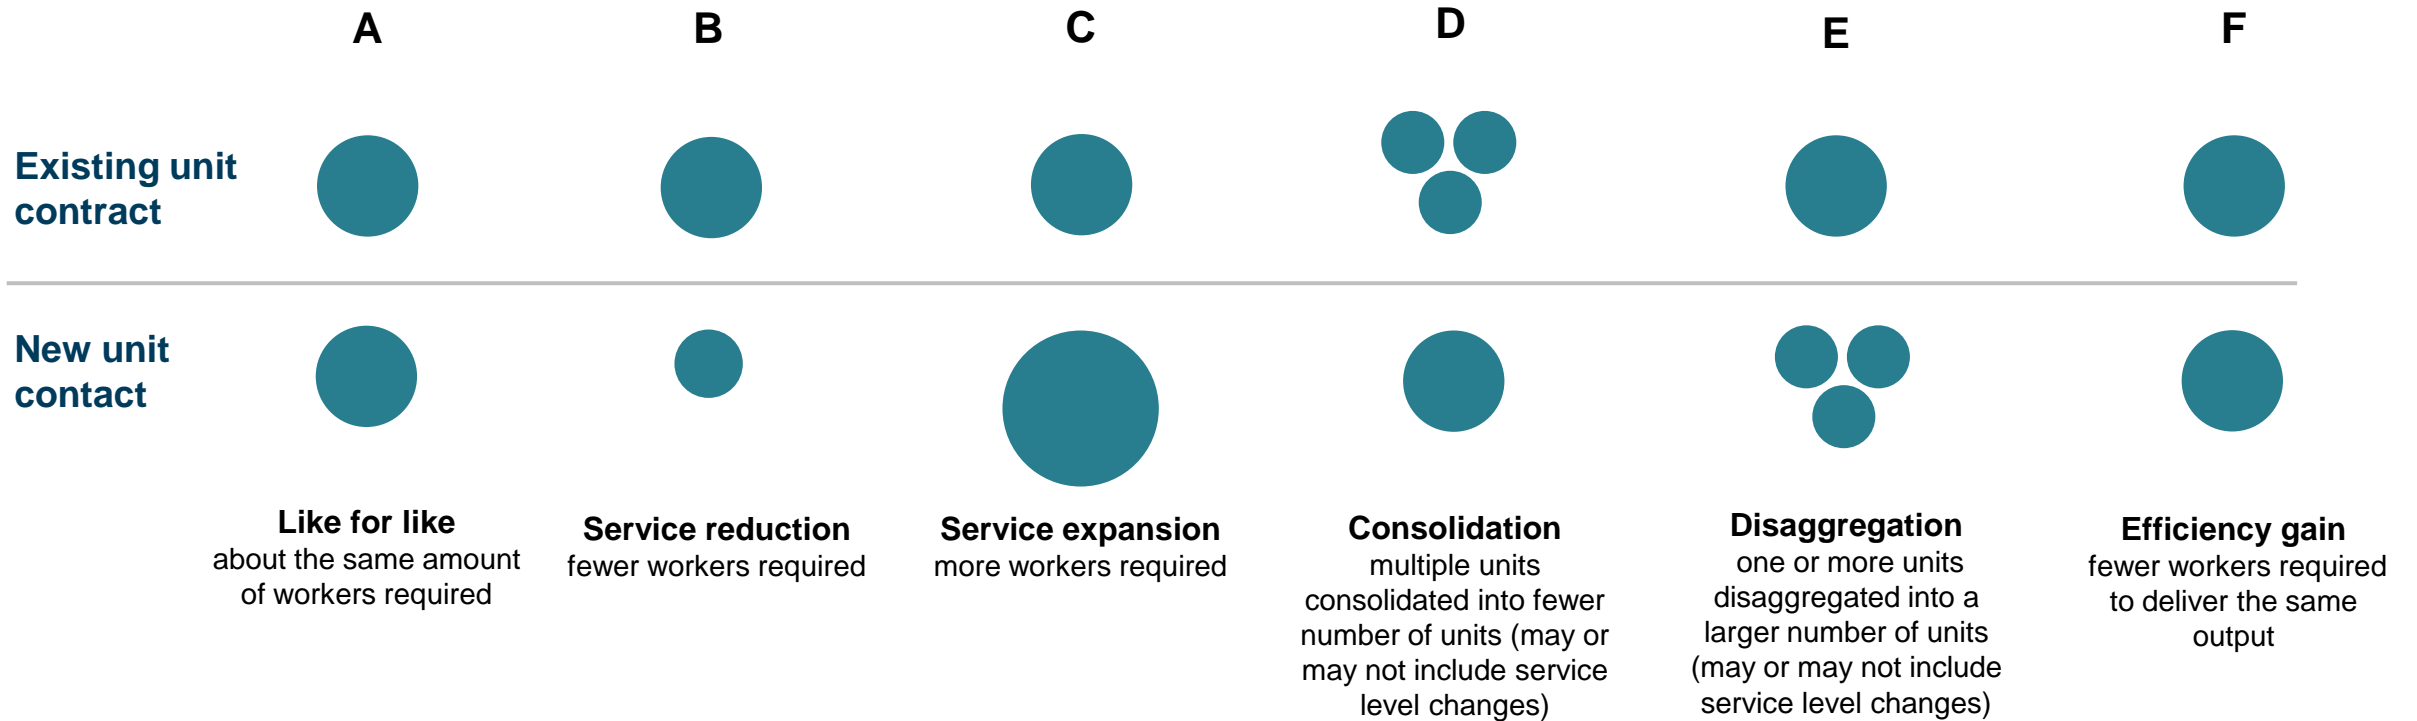 A
B
C
D
E
F
Existing unit
contract
New unit
contact
Like for like
about the same amount
of workers required
Service reduction
fewer workers required
Service expansion
more workers required
Consolidation
multiple units
consolidated into fewer
number of units (may or
may not include service
level changes)
Disaggregation
one or more units
disaggregated into a
larger number of units
(may or may not include
service level changes)
Efficiency gain
fewer workers required
to deliver the same
output